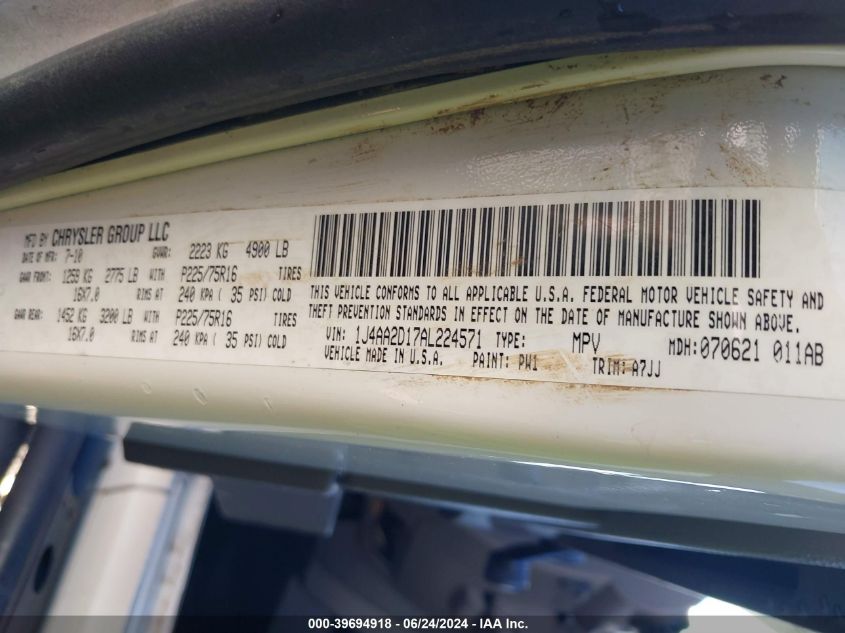 MFD BY CHRYSLER GROUP LLC
DATE OF MFR: 7-10 GVWR: 2223 KG 4900 LB
GAWR FRONT: 1259 KG 2775 LB WITH P225/75R16 TIRES
16X7.0 RIMS AT 240 KPA ( 35 PSI) COLD
GAWR REAR: 1452 KG 3200 LB WITH P225/75R16 TIRES
16X7.0 RIMS AT 240 KPA ( 35 PSI) COLD
THIS VEHICLE CONFORMS TO ALL APPLICABLE U.S.A. FEDERAL MOTOR VEHICLE SAFETY AND
THEFT PREVENTION STANDARDS IN EFFECT ON THE DATE OF MANUFACTURE SHOWN ABOVE.
VIN: 1J4AA2D17AL224571 TYPE: MPV MDH: 070621 011AB
VEHICLE MADE IN U.S.A. PAINT: PW1 TRIM: A7JJ
000-39694918 - 06/24/2024 - IAA Inc.